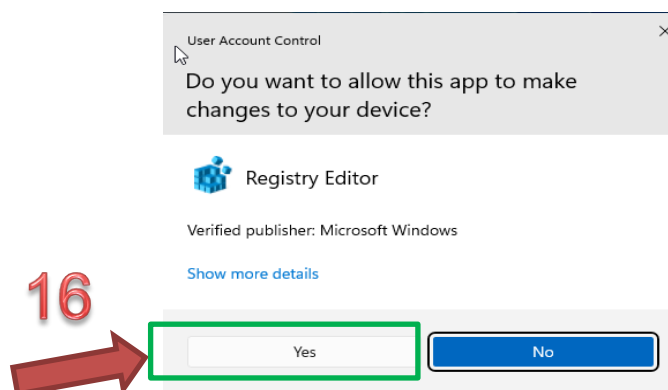 User Account Control
Do you want to allow this app to make
changes to your device?
Registry Editor
Verified publisher: Microsoft Windows
Show more details
16
Yes
No